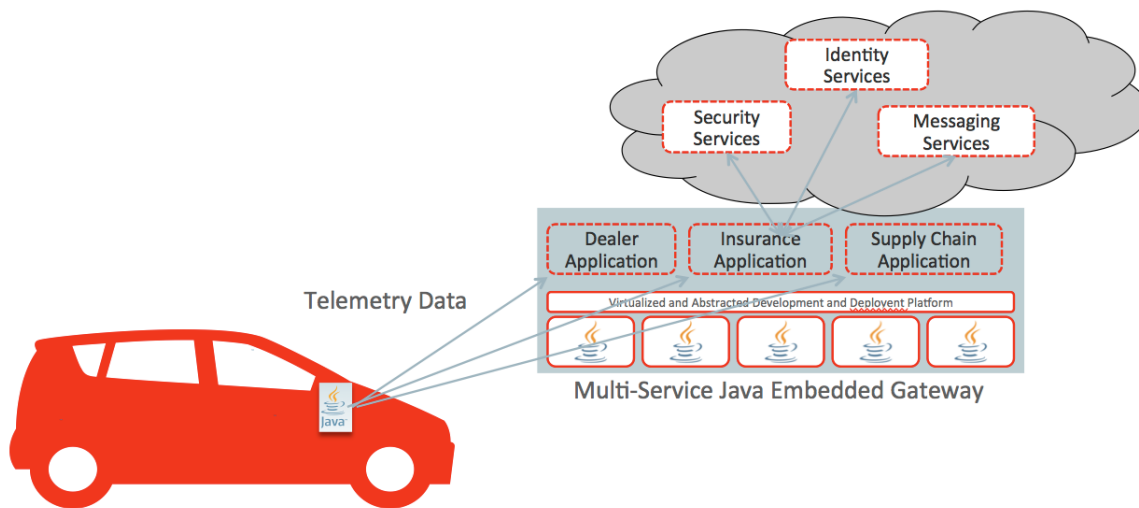 Identity
Services
Security
Services
Messaging
Services
Dealer
Application
Insurance
Application
Supply Chain
Application
Telemetry Data
Virtualized and Abstracted Development and Deployent Platform
Multi-Service Java Embedded Gateway
Java